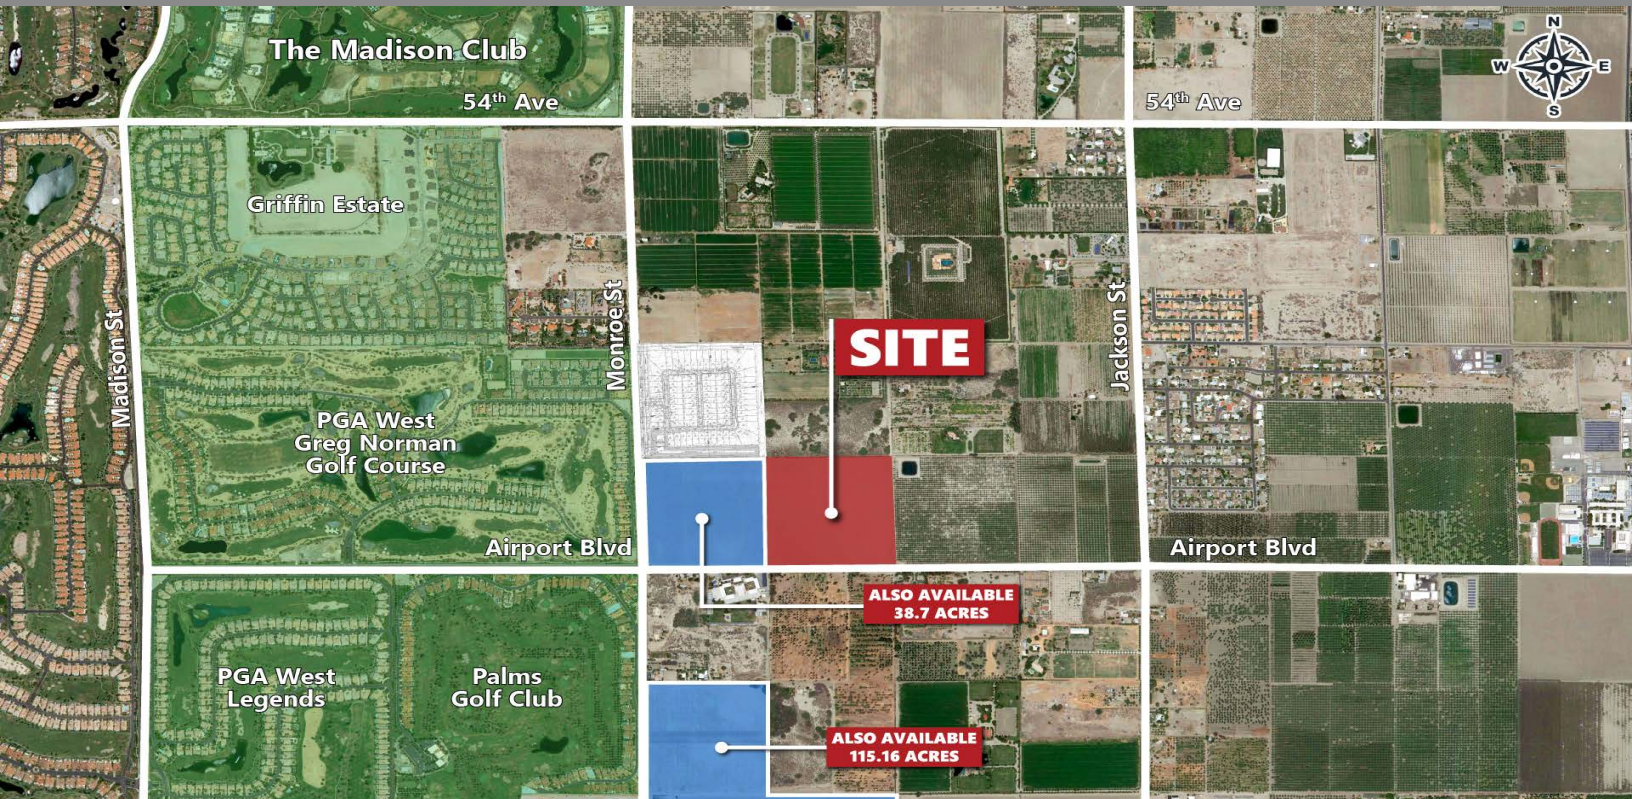 The Madison Club
54th Ave
54th Ave
N
W
E
S
Griffin Estate
Madison St
Monroe St
Jackson St
SITE
PGA West
Greg Norman
Golf Course
Airport Blvd
Airport Blvd
ALSO AVAILABLE
38.7 ACRES
PGA West
Legends
Palms
Golf Club
ALSO AVAILABLE
115.16 ACRES